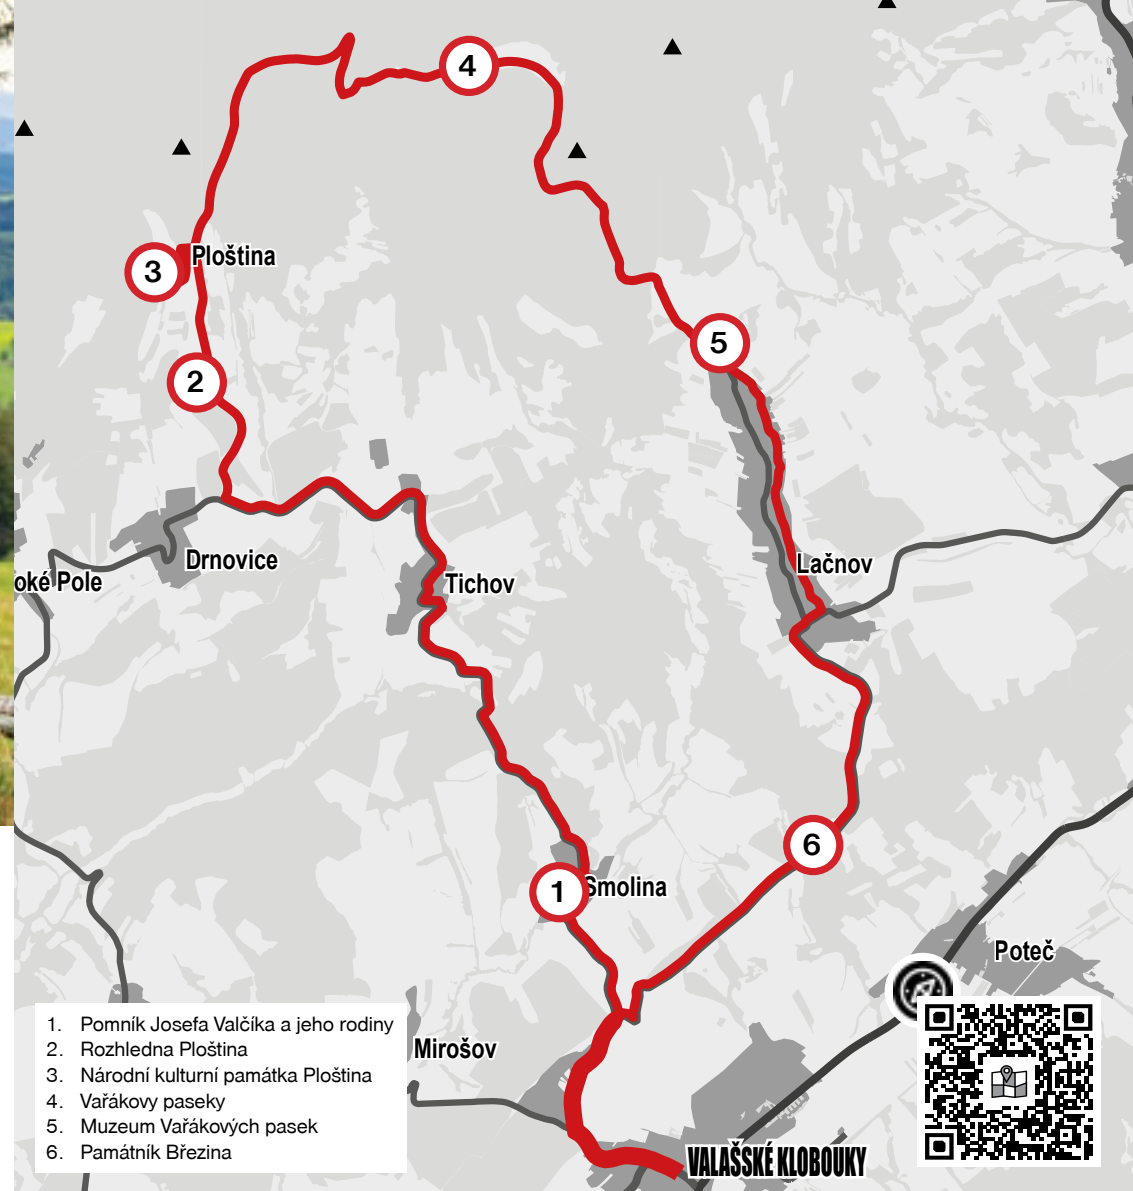 4
3
Ploština
5
2
Drnovice
Lačnov
oké Pole
Tichov
6
1
Smolina
Poteč
Mirošov
VALAŠSKÉ KLOBOUKY
1. Pomník Josefa Valčíka a jeho rodiny
2. Rozhledna Ploština
3. Národní kulturní památka Ploština
4. Vařákovy paseky
5. Muzeum Vařákových pasek
6. Památník Březina